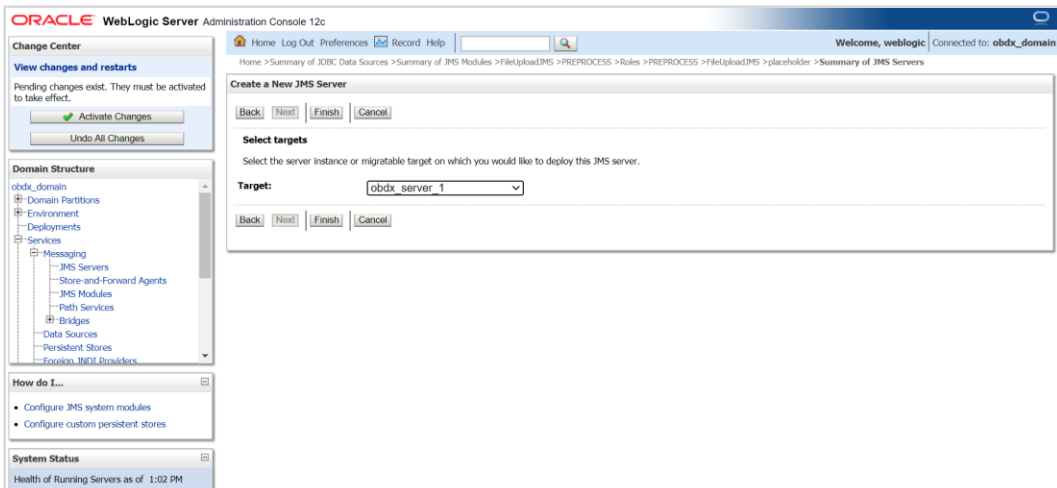 ORACLE WebLogic Server Administration Console 12c
Change Center
View changes and restarts
Pending changes exist. They must be activated
to take effect.
Activate Changes
Undo All Changes
Domain Structure
obdx_domain
Domain Partitions
Environment
Deployments
Services
Messaging
JMS Servers
Store-and-Forward Agents
JMS Modules
Path Services
Bridges
Data Sources
Persistent Stores
Foreign JNDI Providers
How do I...
Configure JMS system modules
Configure custom persistent stores
System Status
Health of Running Servers as of 1:02 PM
Home Log Out Preferences Record Help
Welcome, weblogic Connected to: obdx_domain
Home >Summary of JDBC Data Sources >Summary of JMS Modules >FileUploadJMS >PREPROCESS >Roles >PREPROCESS >FileUploadJMS >placeholder >Summary of JMS Servers
Create a New JMS Server
Back Next Finish Cancel
Select targets
Select the server instance or migratable target on which you would like to deploy this JMS server.
Target: obdx_server_1
Back Next Finish Cancel